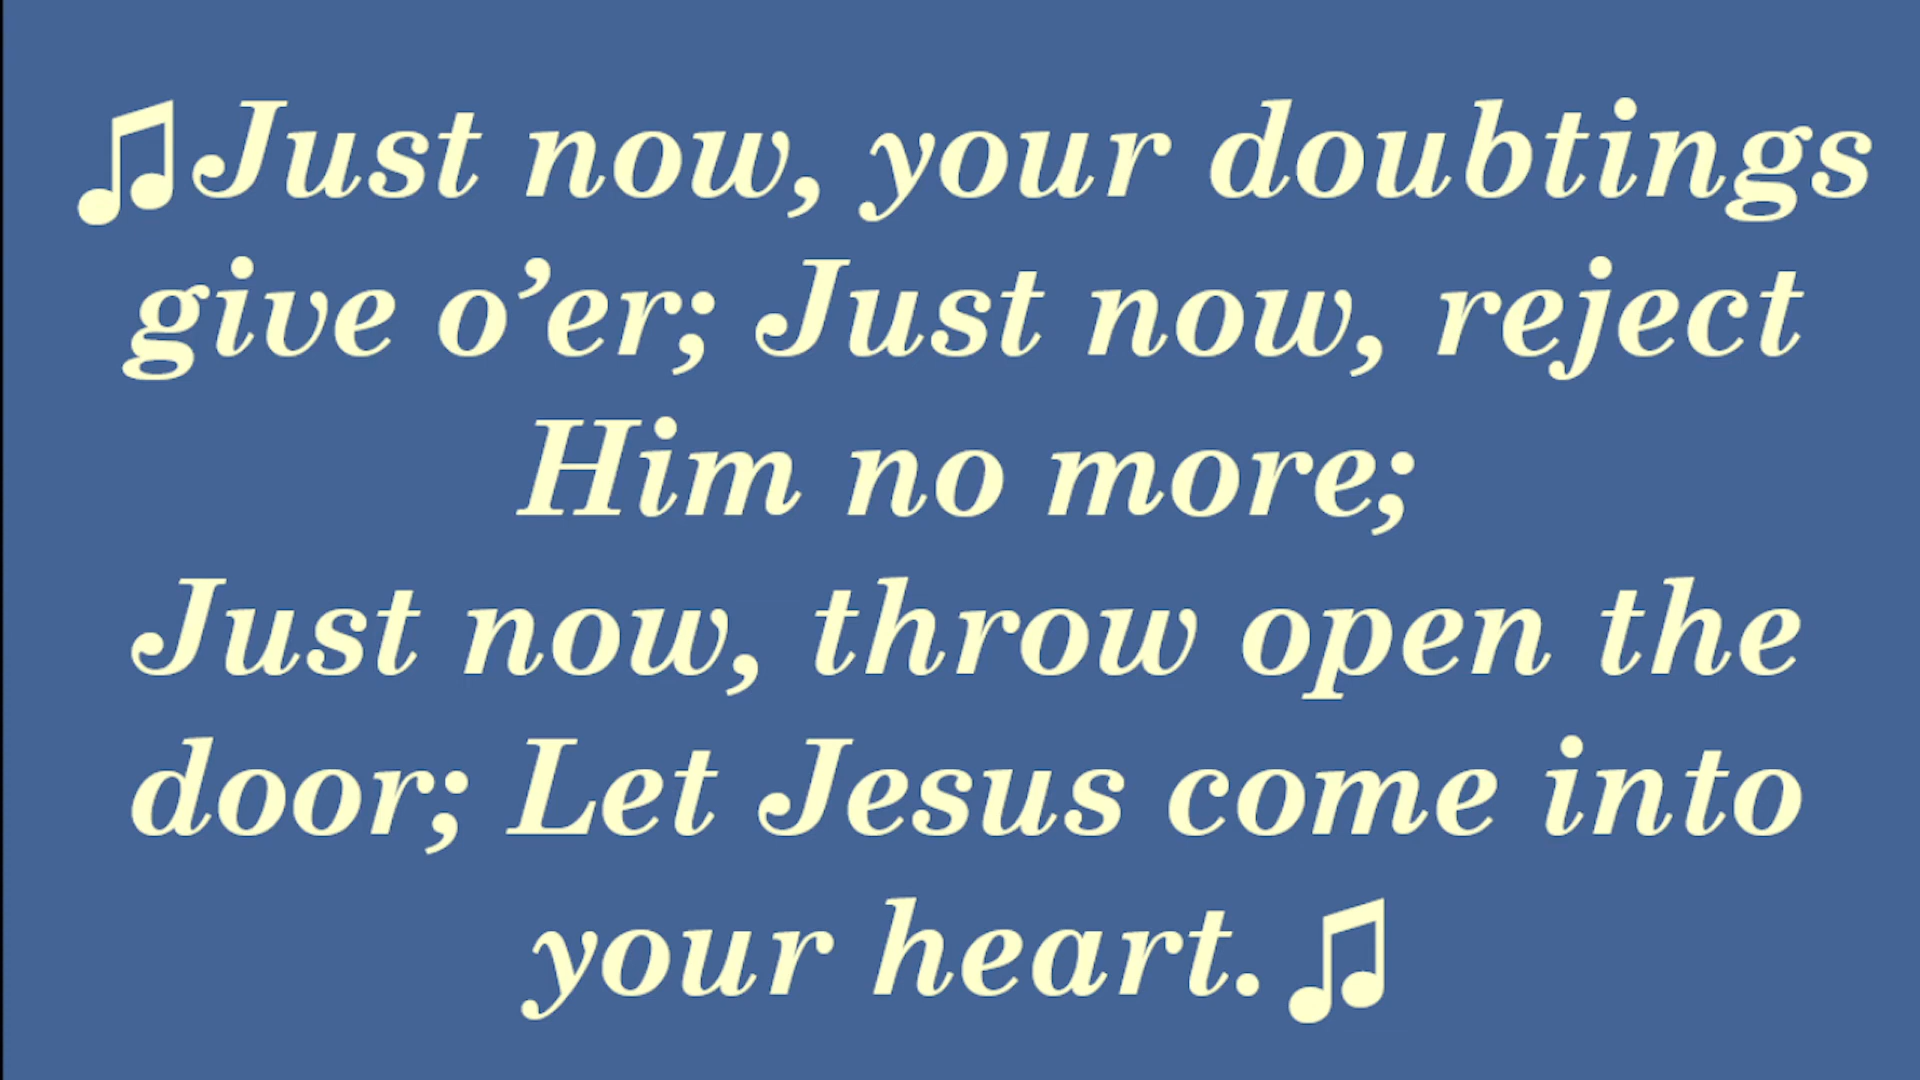 ♫Just now, your doubtings
give o’er; Just now, reject
Him no more;
Just now, throw open the
door; Let Jesus come into
your heart.♫